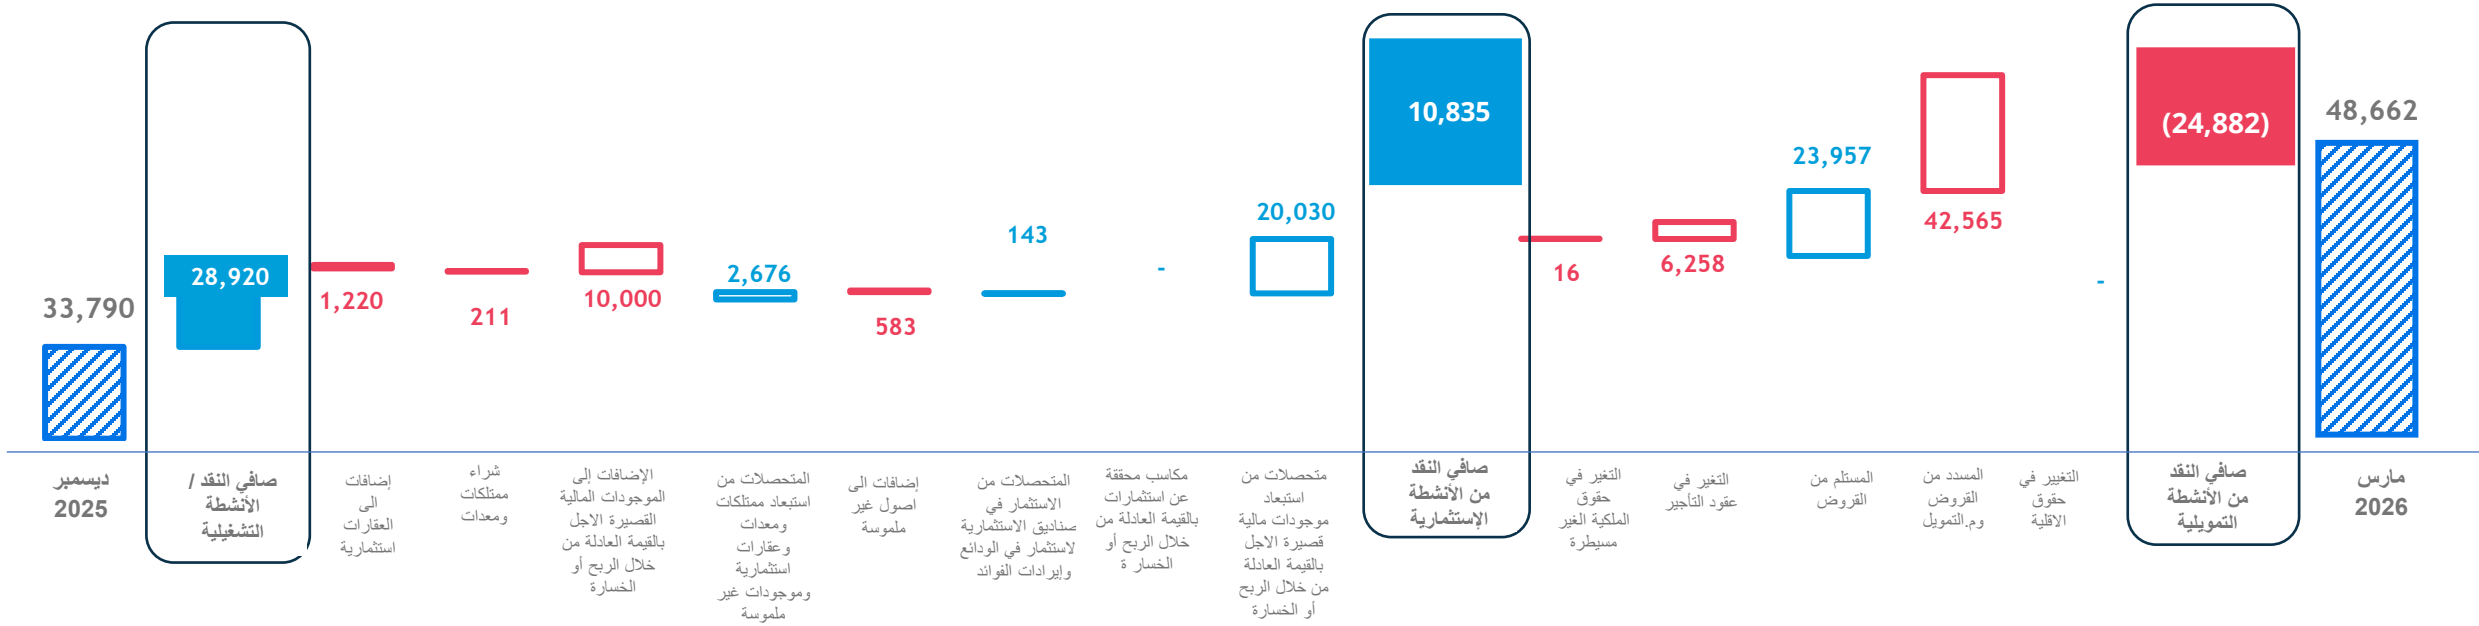 33,790
28,920
1,220
211
10,000
2,676
583
143
-
20,030
10,835
16
6,258
23,957
42,565
-
(24,882)
48,662
ديسمبر
2025
صافي النقد /
الأنشطة
التشغيلية
إضافات
الى
العقارات
استثمارية
شراء
ممتلكات
ومعدات
الإضافات إلى
الموجودات المالية
القصيرة الاجل
بالقيمة العادلة من
خلال الربح أو
الخسارة
المتحصلات من
استبعاد ممتلكات
ومعدات
وعقارات
استثمارية
وموجودات غير
ملموسة
إضافات الى
اصول غير
ملموسة
المتحصلات من
الاستثمار في
صناديق الاستثمارية
لاستثمار في الودائع
وإيرادات الفوائد
مكاسب محققة
عن استثمارات
بالقيمة العادلة من
خلال الربح أو
الخسار ة
متحصلات من
استبعاد
موجودات مالية
قصيرة الاجل
بالقيمة العادلة
من خلال الربح
أو الخسارة
صافي النقد
من الأنشطة
الإستثمارية
التغير في
حقوق
الملكية الغير
مسيطرة
التغير في
عقود التأجير
المستلم من
القروض
المسدد من
القروض
وم.التمويل
التغيير في
حقوق
الاقلية
صافي النقد
من الأنشطة
التمويلية
مارس
2026